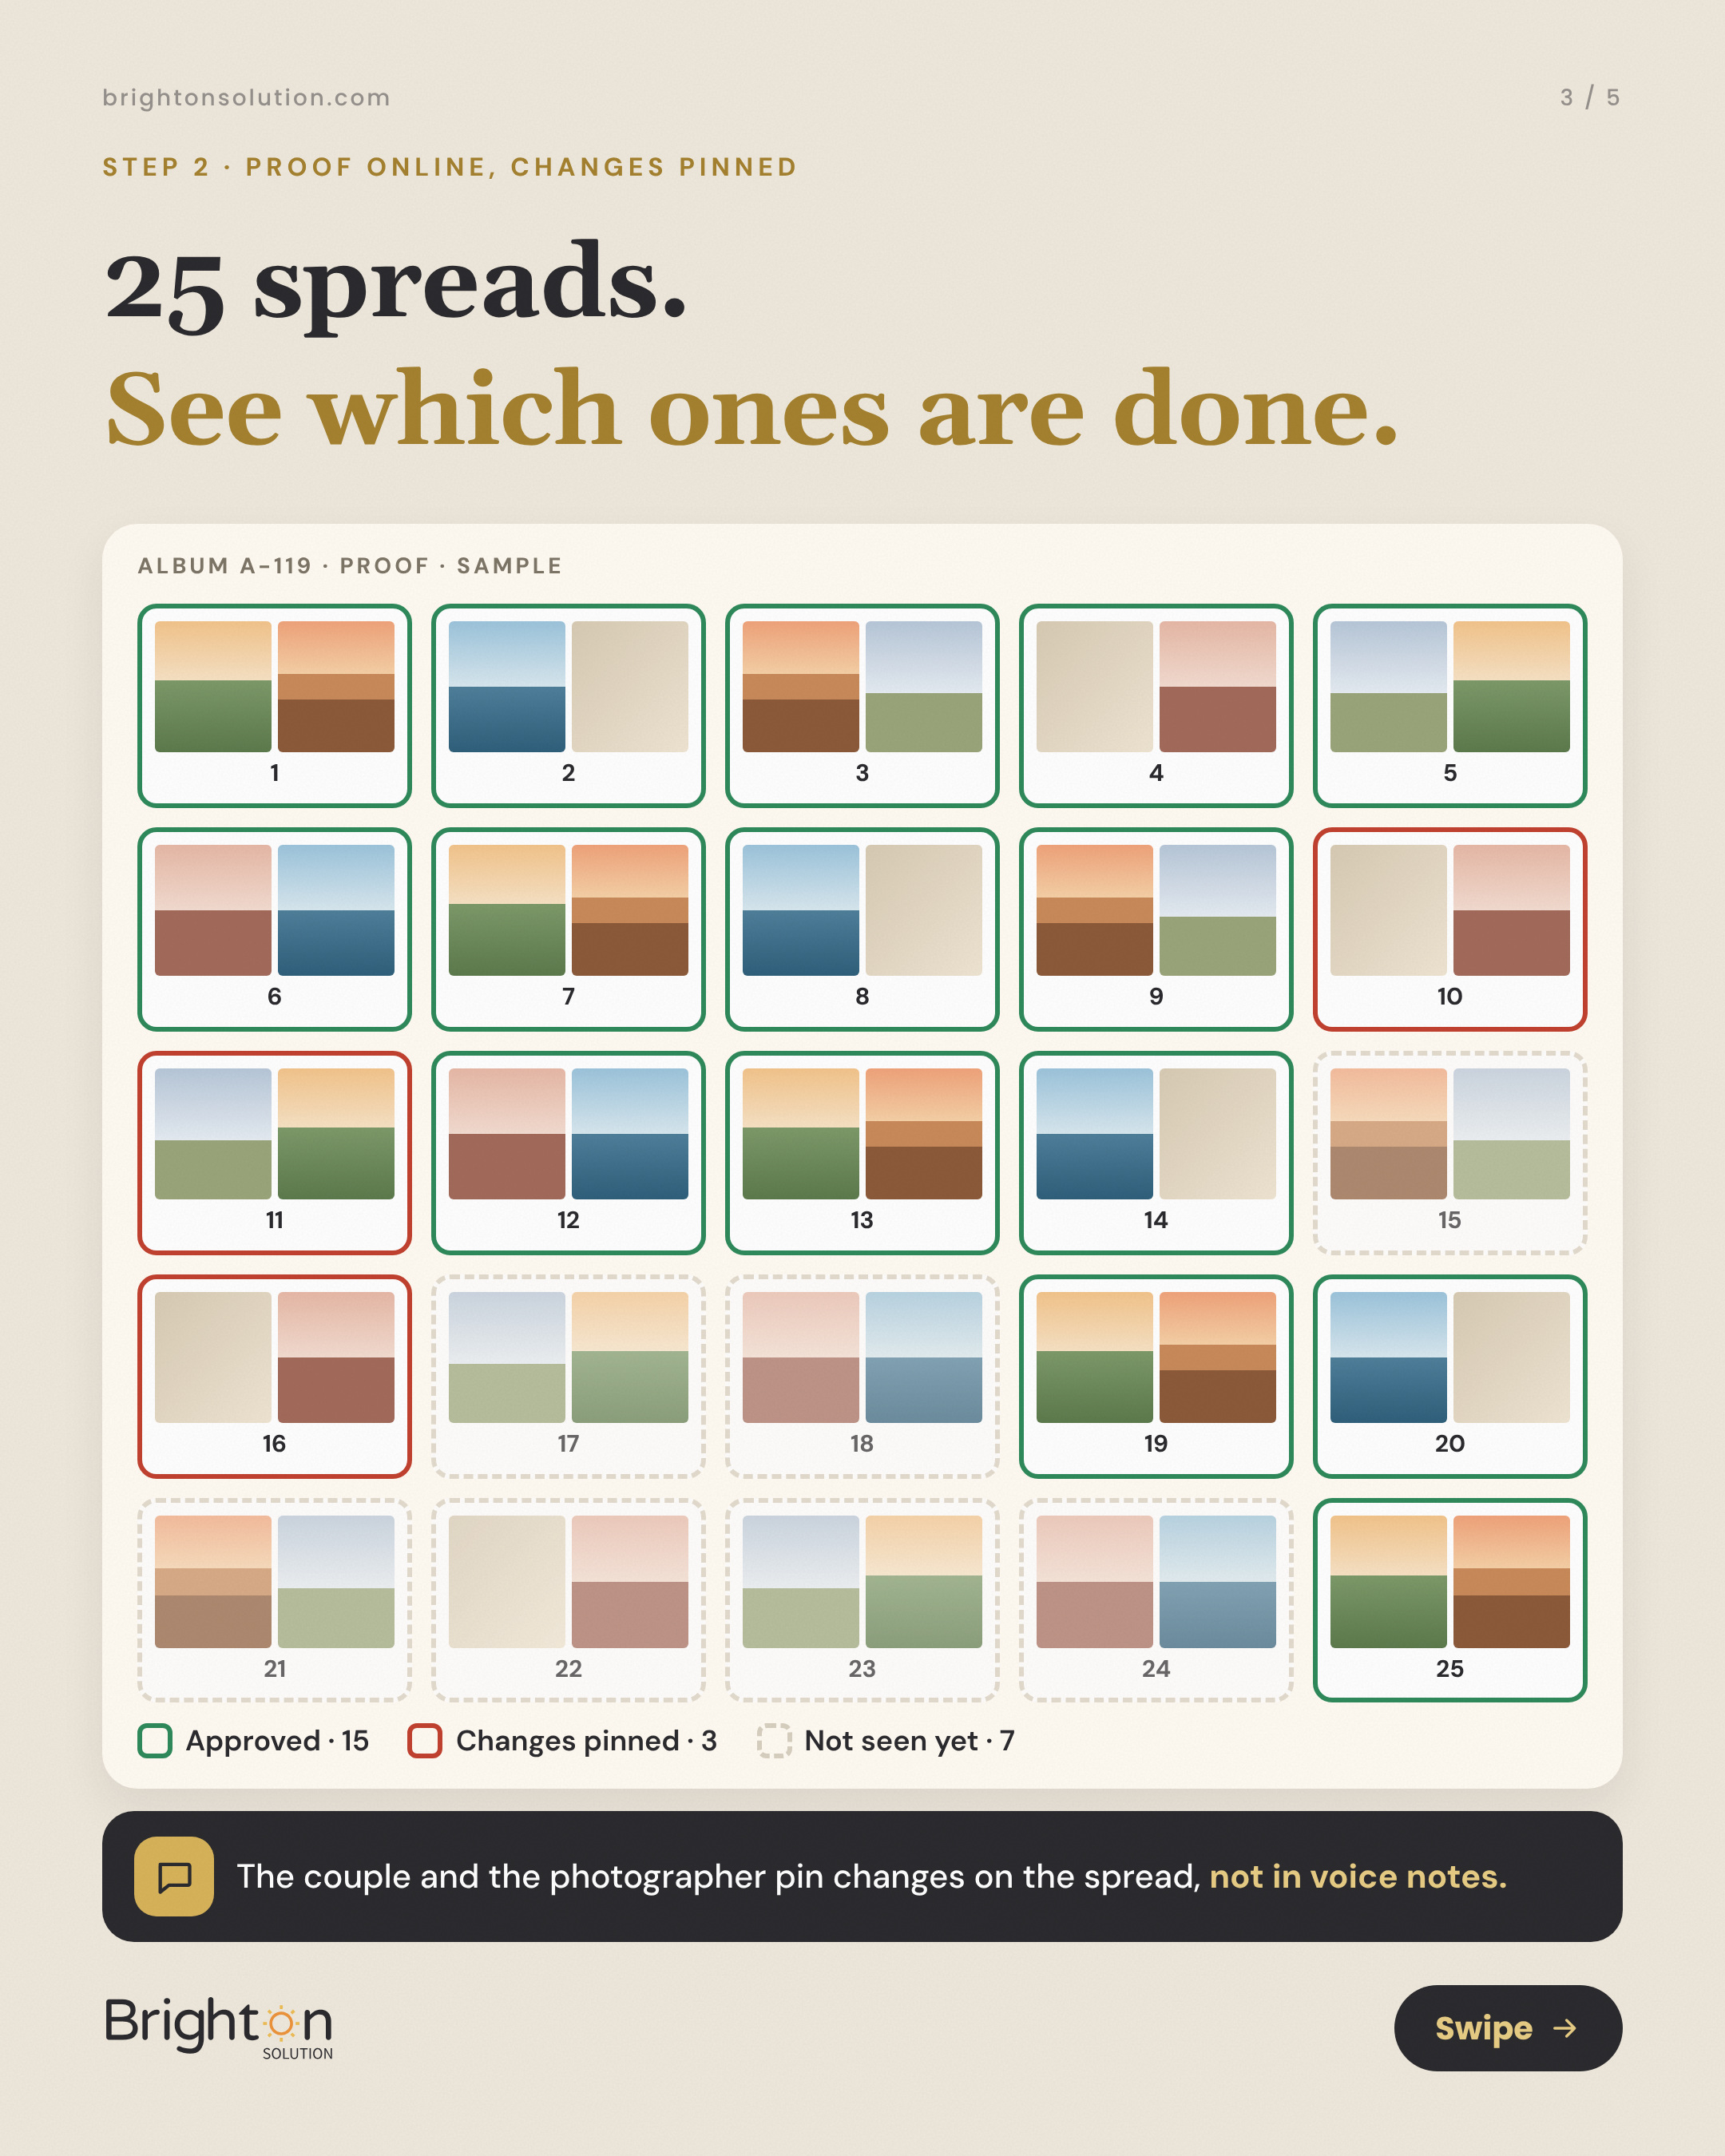 brightonsolution.com
3 / 5
STEP 2 · PROOF ONLINE, CHANGES PINNED
25 spreads.
See which ones are done.
ALBUM A-119 · PROOF · SAMPLE
1 2 3 4 5
6 7 8 9 10
11 12 13 14 15
16 17 18 19 20
21 22 23 24 25
Approved · 15 Changes pinned · 3 Not seen yet · 7
The couple and the photographer pin changes on the spread, not in voice notes.
Brighton
SOLUTION
Swipe →